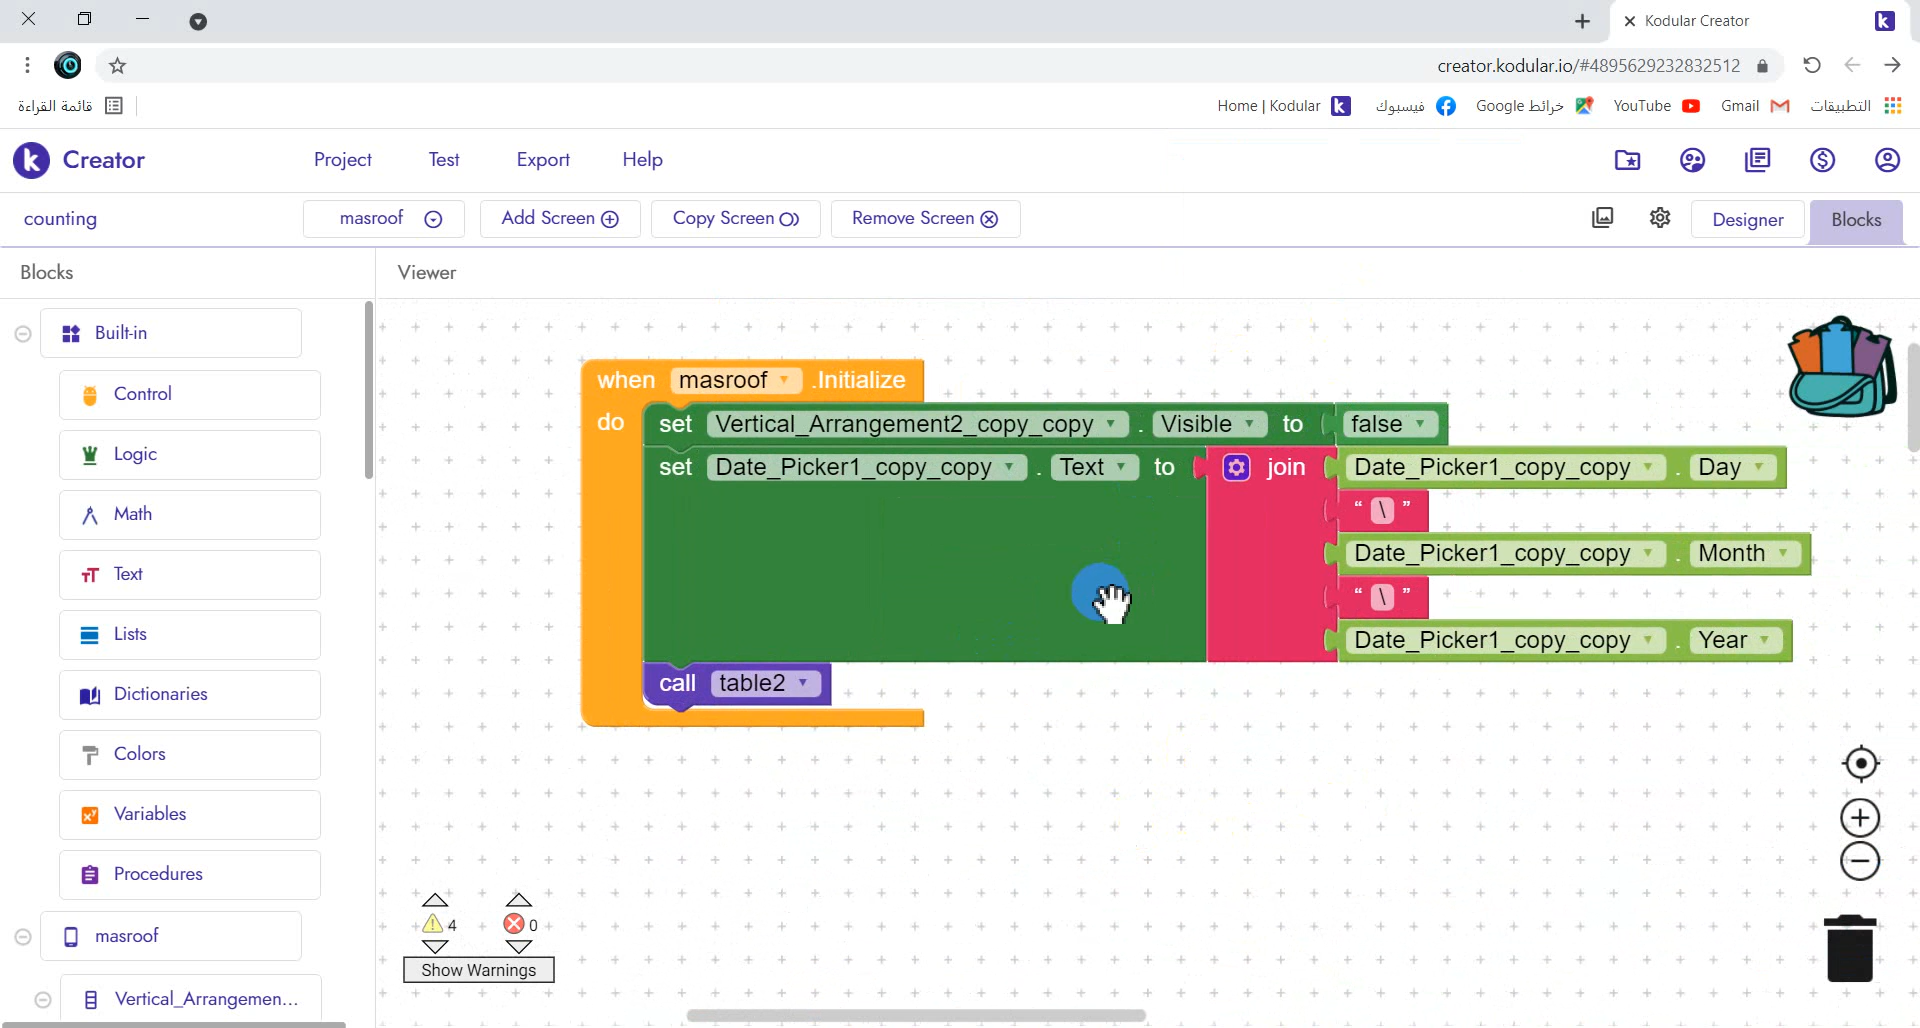 Kodular Creator
creator.kodular.io/#4895629232832512
قائمة القراءة
Home | Kodular
فيسبوك
خرائط Google
YouTube
Gmail
التطبيقات
Creator
Project
Test
Export
Help
counting
masroof
Add Screen
Copy Screen
Remove Screen
Designer
Blocks
Blocks
Viewer
Built-in
Control
Logic
Math
Text
Lists
Dictionaries
Colors
Variables
Procedures
masroof
Vertical_Arrangemen...
when masroof .Initialize
do set Vertical_Arrangement2_copy_copy . Visible to false
set Date_Picker1_copy_copy . Text to join Date_Picker1_copy_copy . Day
“ \ ”
Date_Picker1_copy_copy . Month
“ \ ”
Date_Picker1_copy_copy . Year
call table2
4 0
Show Warnings